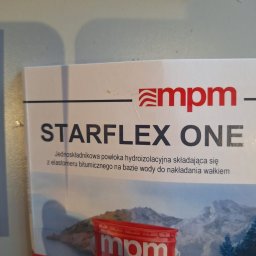 mpm
STARFLEX ONE
Jednoskładnikowa powłoka hydroizolacyjna składająca się
z elastomeru bitumicznego na bazie wody do nakładania wałkiem
mpm